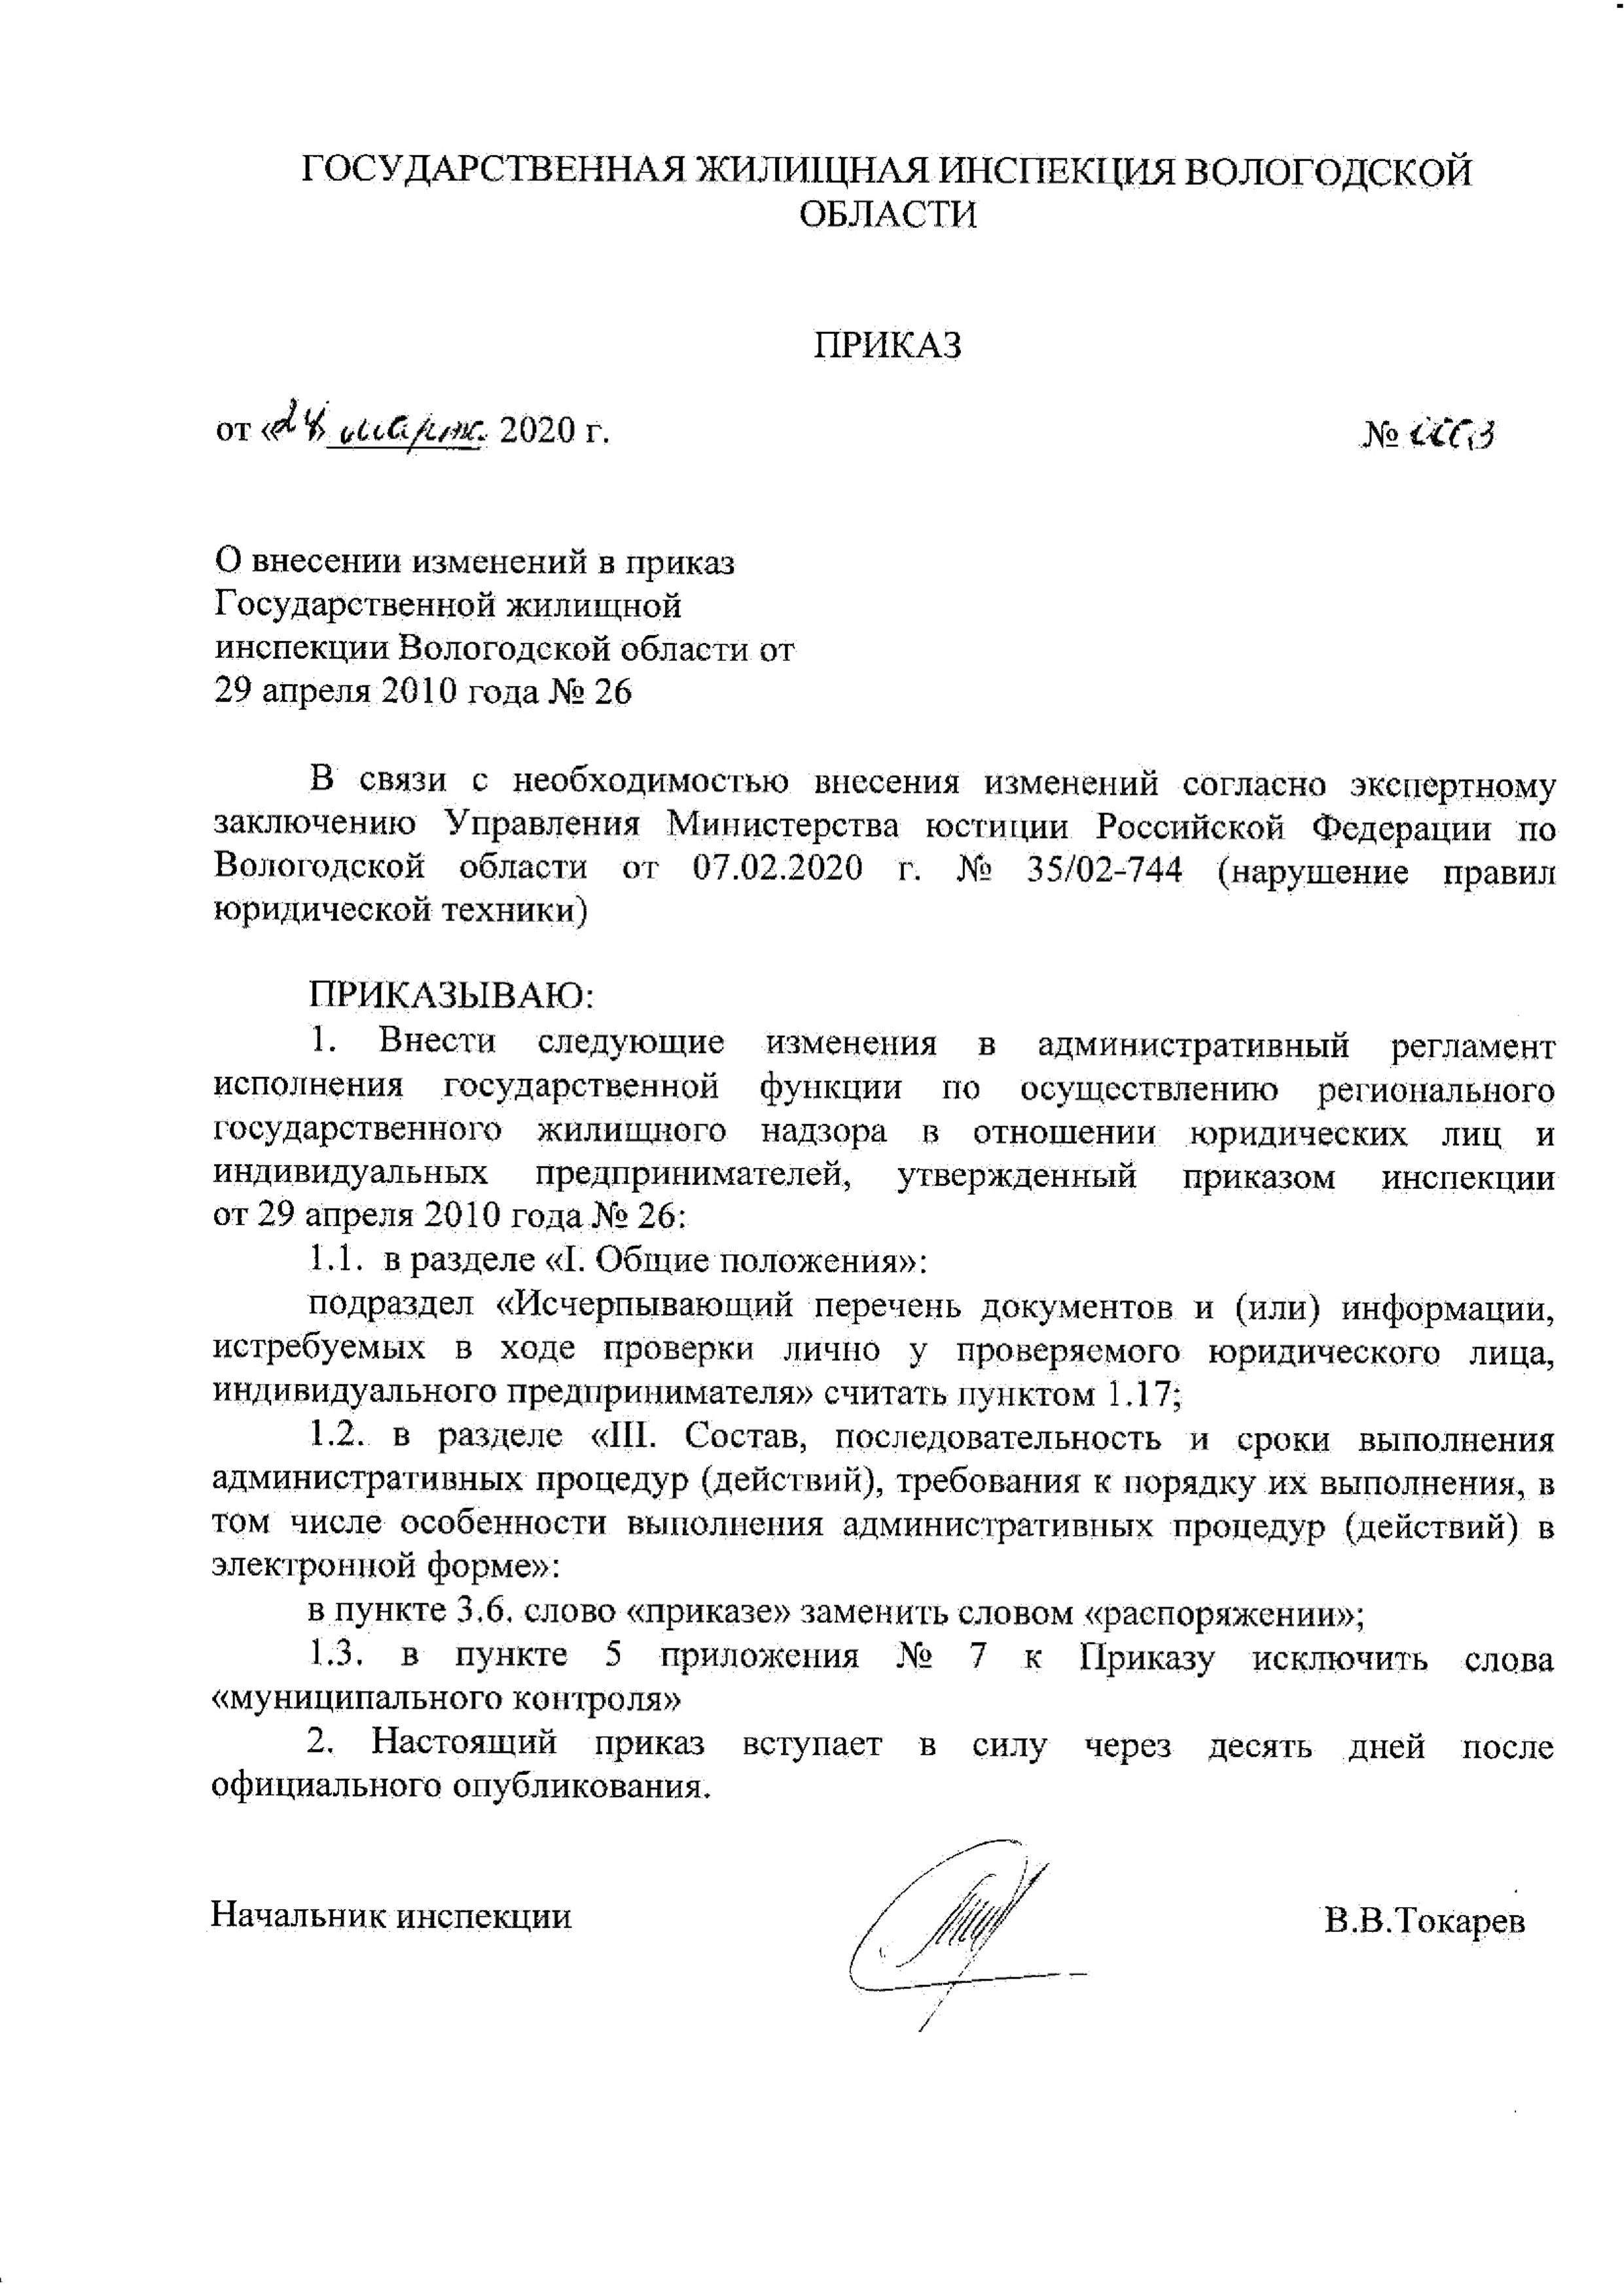 ГОСУДАРСТВЕННАЯ ЖИЛИЩНАЯ ИНСПЕКЦИЯ ВОЛОГОДСКОЙ
ОБЛАСТИ
ПРИКАЗ
от « » марта 2020 г. №
О внесении изменений в приказ
Государственной жилищной
инспекции Вологодской области от
29 апреля 2010 года № 26
В связи с необходимостью внесения изменений согласно экспертному
заключению Управления Министерства юстиции Российской Федерации по
Вологодской области от 07.02.2020 г. № 35/02-744 (нарушение правил
юридической техники)
ПРИКАЗЫВАЮ:
1. Внести следующие изменения в административный регламент
исполнения государственной функции по осуществлению регионального
государственного жилищного надзора в отношении юридических лиц и
индивидуальных предпринимателей, утвержденный приказом инспекции
от 29 апреля 2010 года № 26:
1.1. в разделе «I. Общие положения»:
подраздел «Исчерпывающий перечень документов и (или) информации,
истребуемых в ходе проверки лично у проверяемого юридического лица,
индивидуального предпринимателя» считать пунктом 1.17;
1.2. в разделе «III. Состав, последовательность и сроки выполнения
административных процедур (действий), требования к порядку их выполнения, в
том числе особенности выполнения административных процедур (действий) в
электронной форме»:
в пункте 3.6. слово «приказе» заменить словом «распоряжении»;
1.3. в пункте 5 приложения № 7 к Приказу исключить слова
«муниципального контроля»
2. Настоящий приказ вступает в силу через десять дней после
официального опубликования.
Начальник инспекции В.В.Токарев